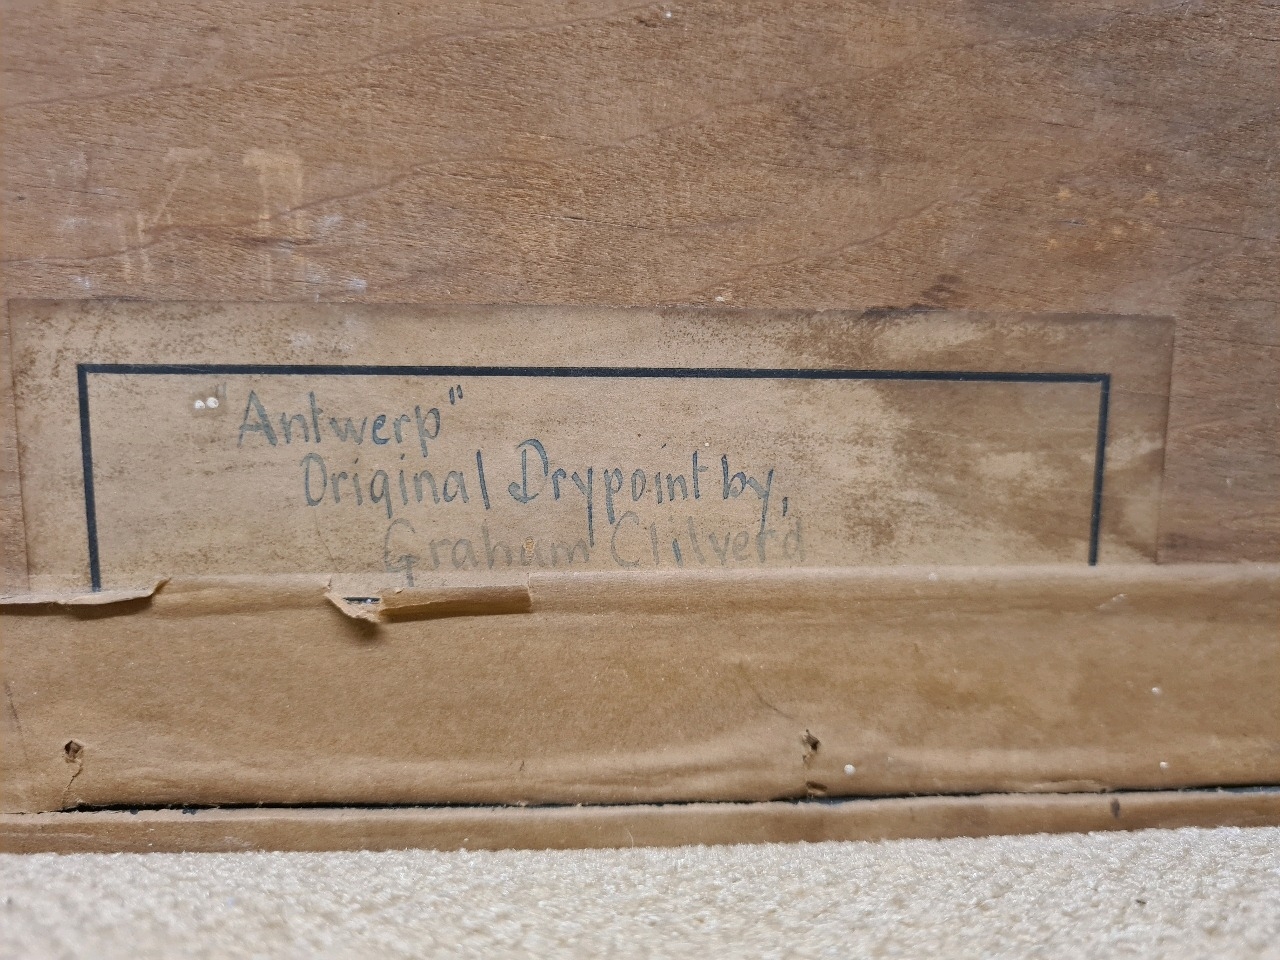 "Antwerp"
Original Drypoint by,
Graham Clilverd